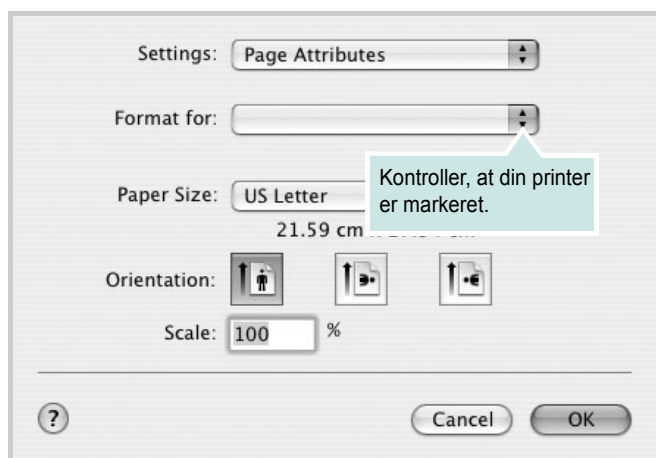 Settings: Page Attributes
Format for:
Kontroller, at din printer
er markeret.
Paper Size: US Letter
21.59 cm
Orientation:
Scale: 100 %
? Cancel OK